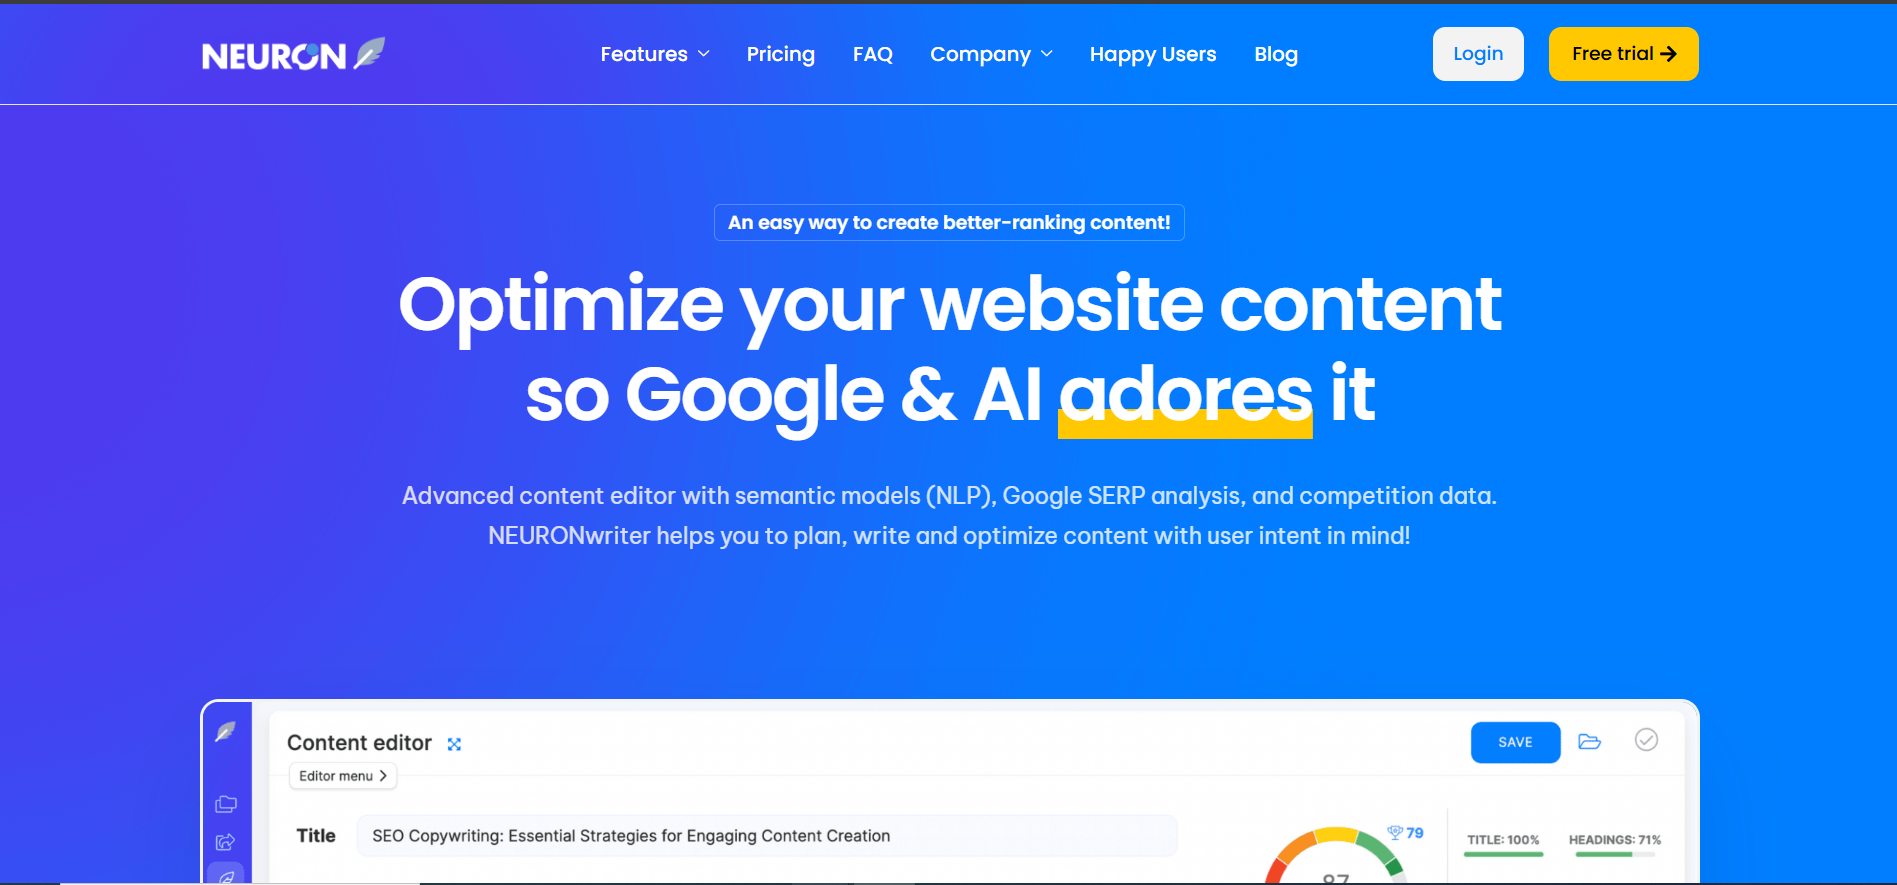 NEURON
Features
Pricing
FAQ
Company
Happy Users
Blog
Login
Free trial
An easy way to create better-ranking content!
Optimize your website content
so Google & AI adores it
Advanced content editor with semantic models (NLP), Google SERP analysis, and competition data.
NEURONwriter helps you to plan, write and optimize content with user intent in mind!
Content editor
SAVE
Editor menu
Title
SEO Copywriting: Essential Strategies for Engaging Content Creation
79
TITLE: 100%
HEADINGS: 71%